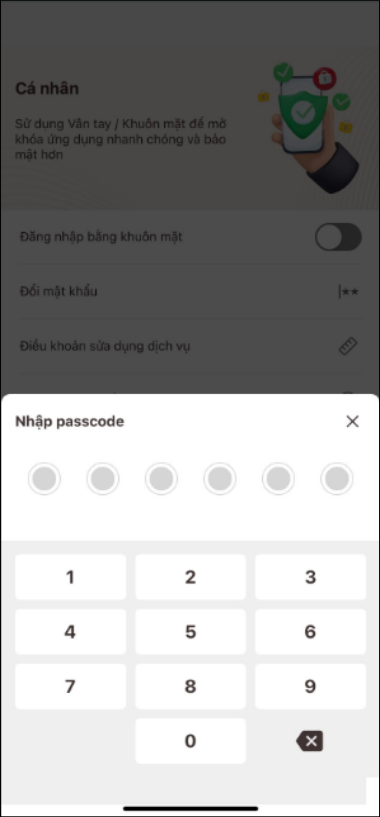 Cá nhân
Sử dụng Vân tay / Khuôn mặt để mở
khóa ứng dụng nhanh chóng và bảo
mật hơn
Đăng nhập bằng khuôn mặt
Đổi mật khẩu
|**
Điều khoản sửa dụng dịch vụ
Nhập passcode
1 2 3
4 5 6
7 8 9
0